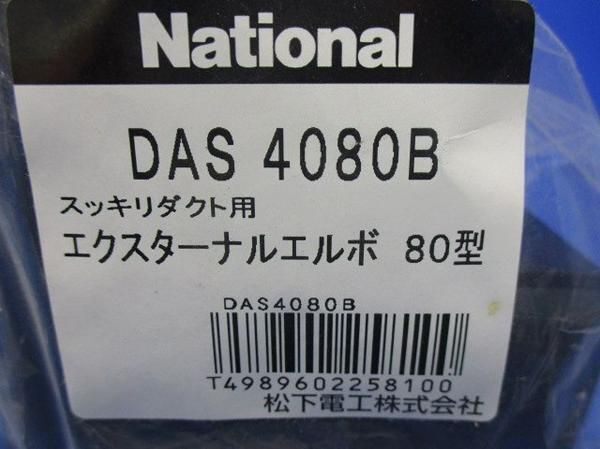 National
DAS 4080B
スッキリダクト用
エクスターナルエルボ 80型
DAS4080B
T4989602258100
松下電工株式会社